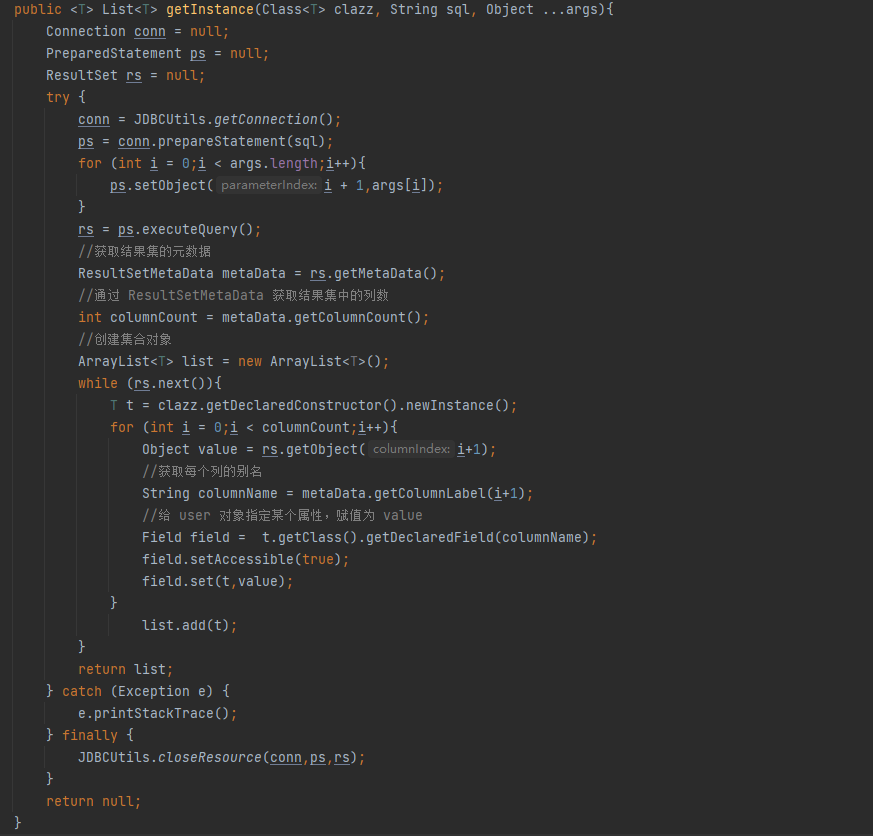 public <T> List<T> getInstance(Class<T> clazz, String sql, Object ...args){
    Connection conn = null;
    PreparedStatement ps = null;
    ResultSet rs = null;
    try {
        conn = JDBCUtils.getConnection();
        ps = conn.prepareStatement(sql);
        for (int i = 0;i < args.length;i++){
            ps.setObject( parameterIndex: i + 1,args[i]);
        }
        rs = ps.executeQuery();
        //获取结果集的元数据
        ResultSetMetaData metaData = rs.getMetaData();
        //通过 ResultSetMetaData 获取结果集中的列数
        int columnCount = metaData.getColumnCount();
        //创建集合对象
        ArrayList<T> list = new ArrayList<T>();
        while (rs.next()){
            T t = clazz.getDeclaredConstructor().newInstance();
            for (int i = 0;i < columnCount;i++){
                Object value = rs.getObject( columnIndex: i+1);
                //获取每个列的别名
                String columnName = metaData.getColumnLabel(i+1);
                //给 user 对象指定某个属性，赋值为 value
                Field field =  t.getClass().getDeclaredField(columnName);
                field.setAccessible(true);
                field.set(t,value);
            }
                list.add(t);
        }
        return list;
    } catch (Exception e) {
        e.printStackTrace();
    } finally {
        JDBCUtils.closeResource(conn,ps,rs);
    }
    return null;
}